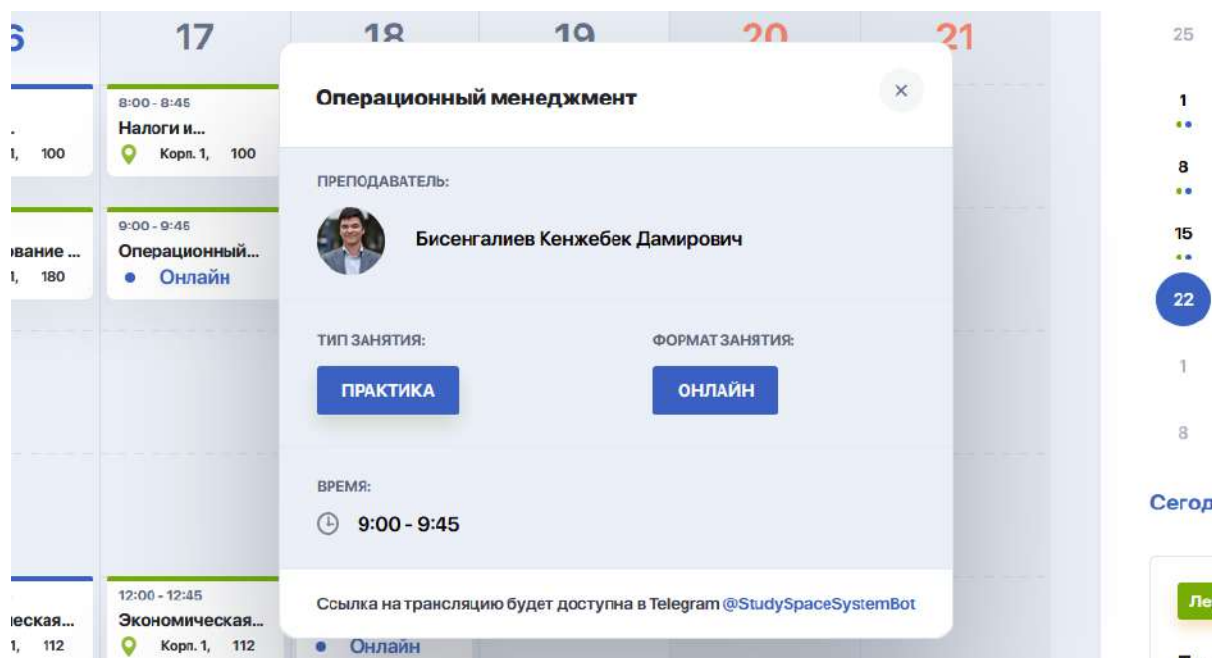 17
18
19
20
21
25
8:00 - 8:45
Налоги и...
Корп. 1, 100
100
9:00 - 9:45
Операционный...
Онлайн
180
12:00 - 12:45
Экономическая...
Корп. 1, 112
112
Онлайн
Операционный менеджмент
ПРЕПОДАВАТЕЛЬ:
Бисенгалиев Кенжебек Дамирович
ТИП ЗАНЯТИЯ:
ФОРМАТ ЗАНЯТИЯ:
ПРАКТИКА
ОНЛАЙН
ВРЕМЯ:
9:00 - 9:45
Ссылка на трансляцию будет доступна в Telegram @StudySpaceSystemBot
1
8
15
22
1
8